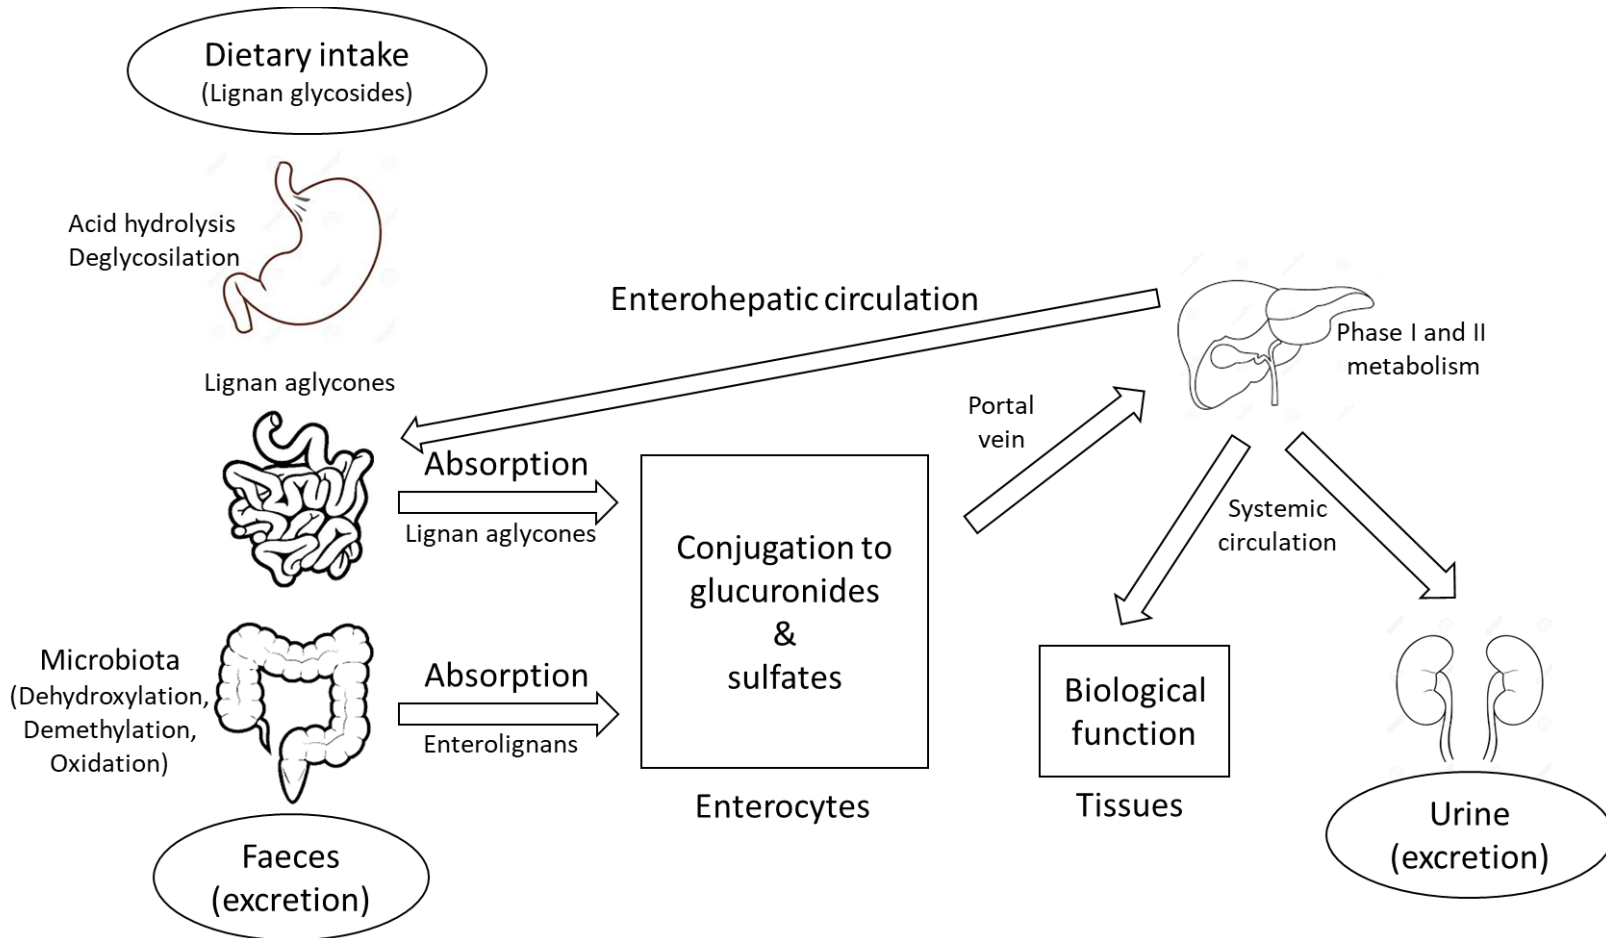 Dietary intake
(Lignan glycosides)
Acid hydrolysis
Deglycosilation
Lignan aglycones
Enterohepatic circulation
Phase I and II
metabolism
Portal
vein
Absorption
Lignan aglycones
Conjugation to
glucuronides
&
sulfates
Enterocytes
Systemic
circulation
Microbiota
(Dehydroxylation,
Demethylation,
Oxidation)
Absorption
Enterolignans
Biological
function
Tissues
Faeces
(excretion)
Urine
(excretion)